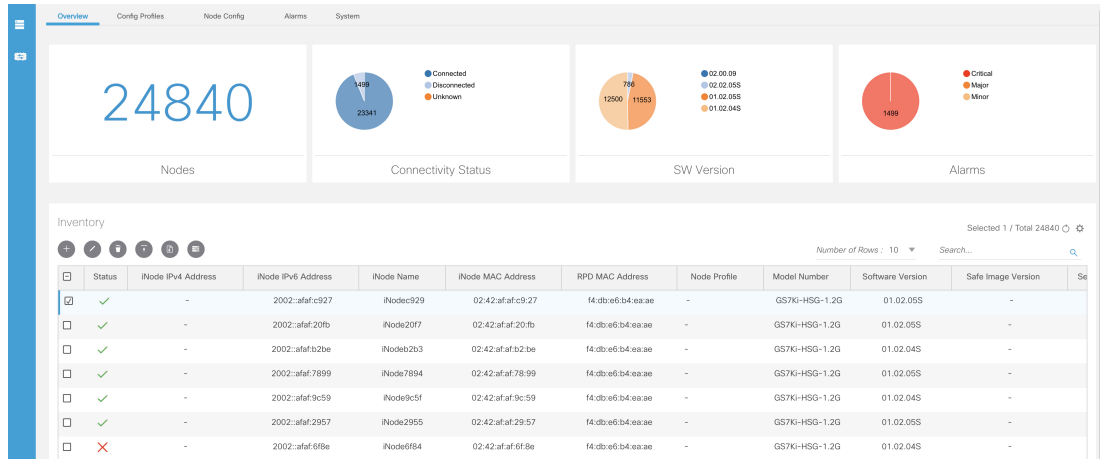 Overview Config Profiles Node Config Alarms System
24840
Nodes
1499
23341
Connected
Disconnected
Unknown
Connectivity Status
786
12500 11553
02.00.09
02.02.05S
01.02.05S
01.02.04S
SW Version
1499
Critical
Major
Minor
Alarms
Inventory
Selected 1 / Total 24840
Number of Rows : 10 Search...
Status iNode IPv4 Address iNode IPv6 Address iNode Name iNode MAC Address RPD MAC Address Node Profile Model Number Software Version Safe Image Version Se
- 2002::afaf:c927 iNodec929 02:42:af:af:c9:27 f4:db:e6:b4:ea:ae - GS7Ki-HSG-1.2G 01.02.05S -
- 2002::afaf:20fb iNode20f7 02:42:af:af:20:fb f4:db:e6:b4:ea:ae - GS7Ki-HSG-1.2G 01.02.05S -
- 2002::afaf:b2be iNodeb2b3 02:42:af:af:b2:be f4:db:e6:b4:ea:ae - GS7Ki-HSG-1.2G 01.02.04S -
- 2002::afaf:7899 iNode7894 02:42:af:af:78:99 f4:db:e6:b4:ea:ae - GS7Ki-HSG-1.2G 01.02.05S -
- 2002::afaf:9c59 iNode9c5f 02:42:af:af:9c:59 f4:db:e6:b4:ea:ae - GS7Ki-HSG-1.2G 01.02.04S -
- 2002::afaf:2957 iNode2955 02:42:af:af:29:57 f4:db:e6:b4:ea:ae - GS7Ki-HSG-1.2G 01.02.05S -
- 2002::afaf:6f8e iNode6f84 02:42:af:af:6f:8e f4:db:e6:b4:ea:ae - GS7Ki-HSG-1.2G 01.02.04S -